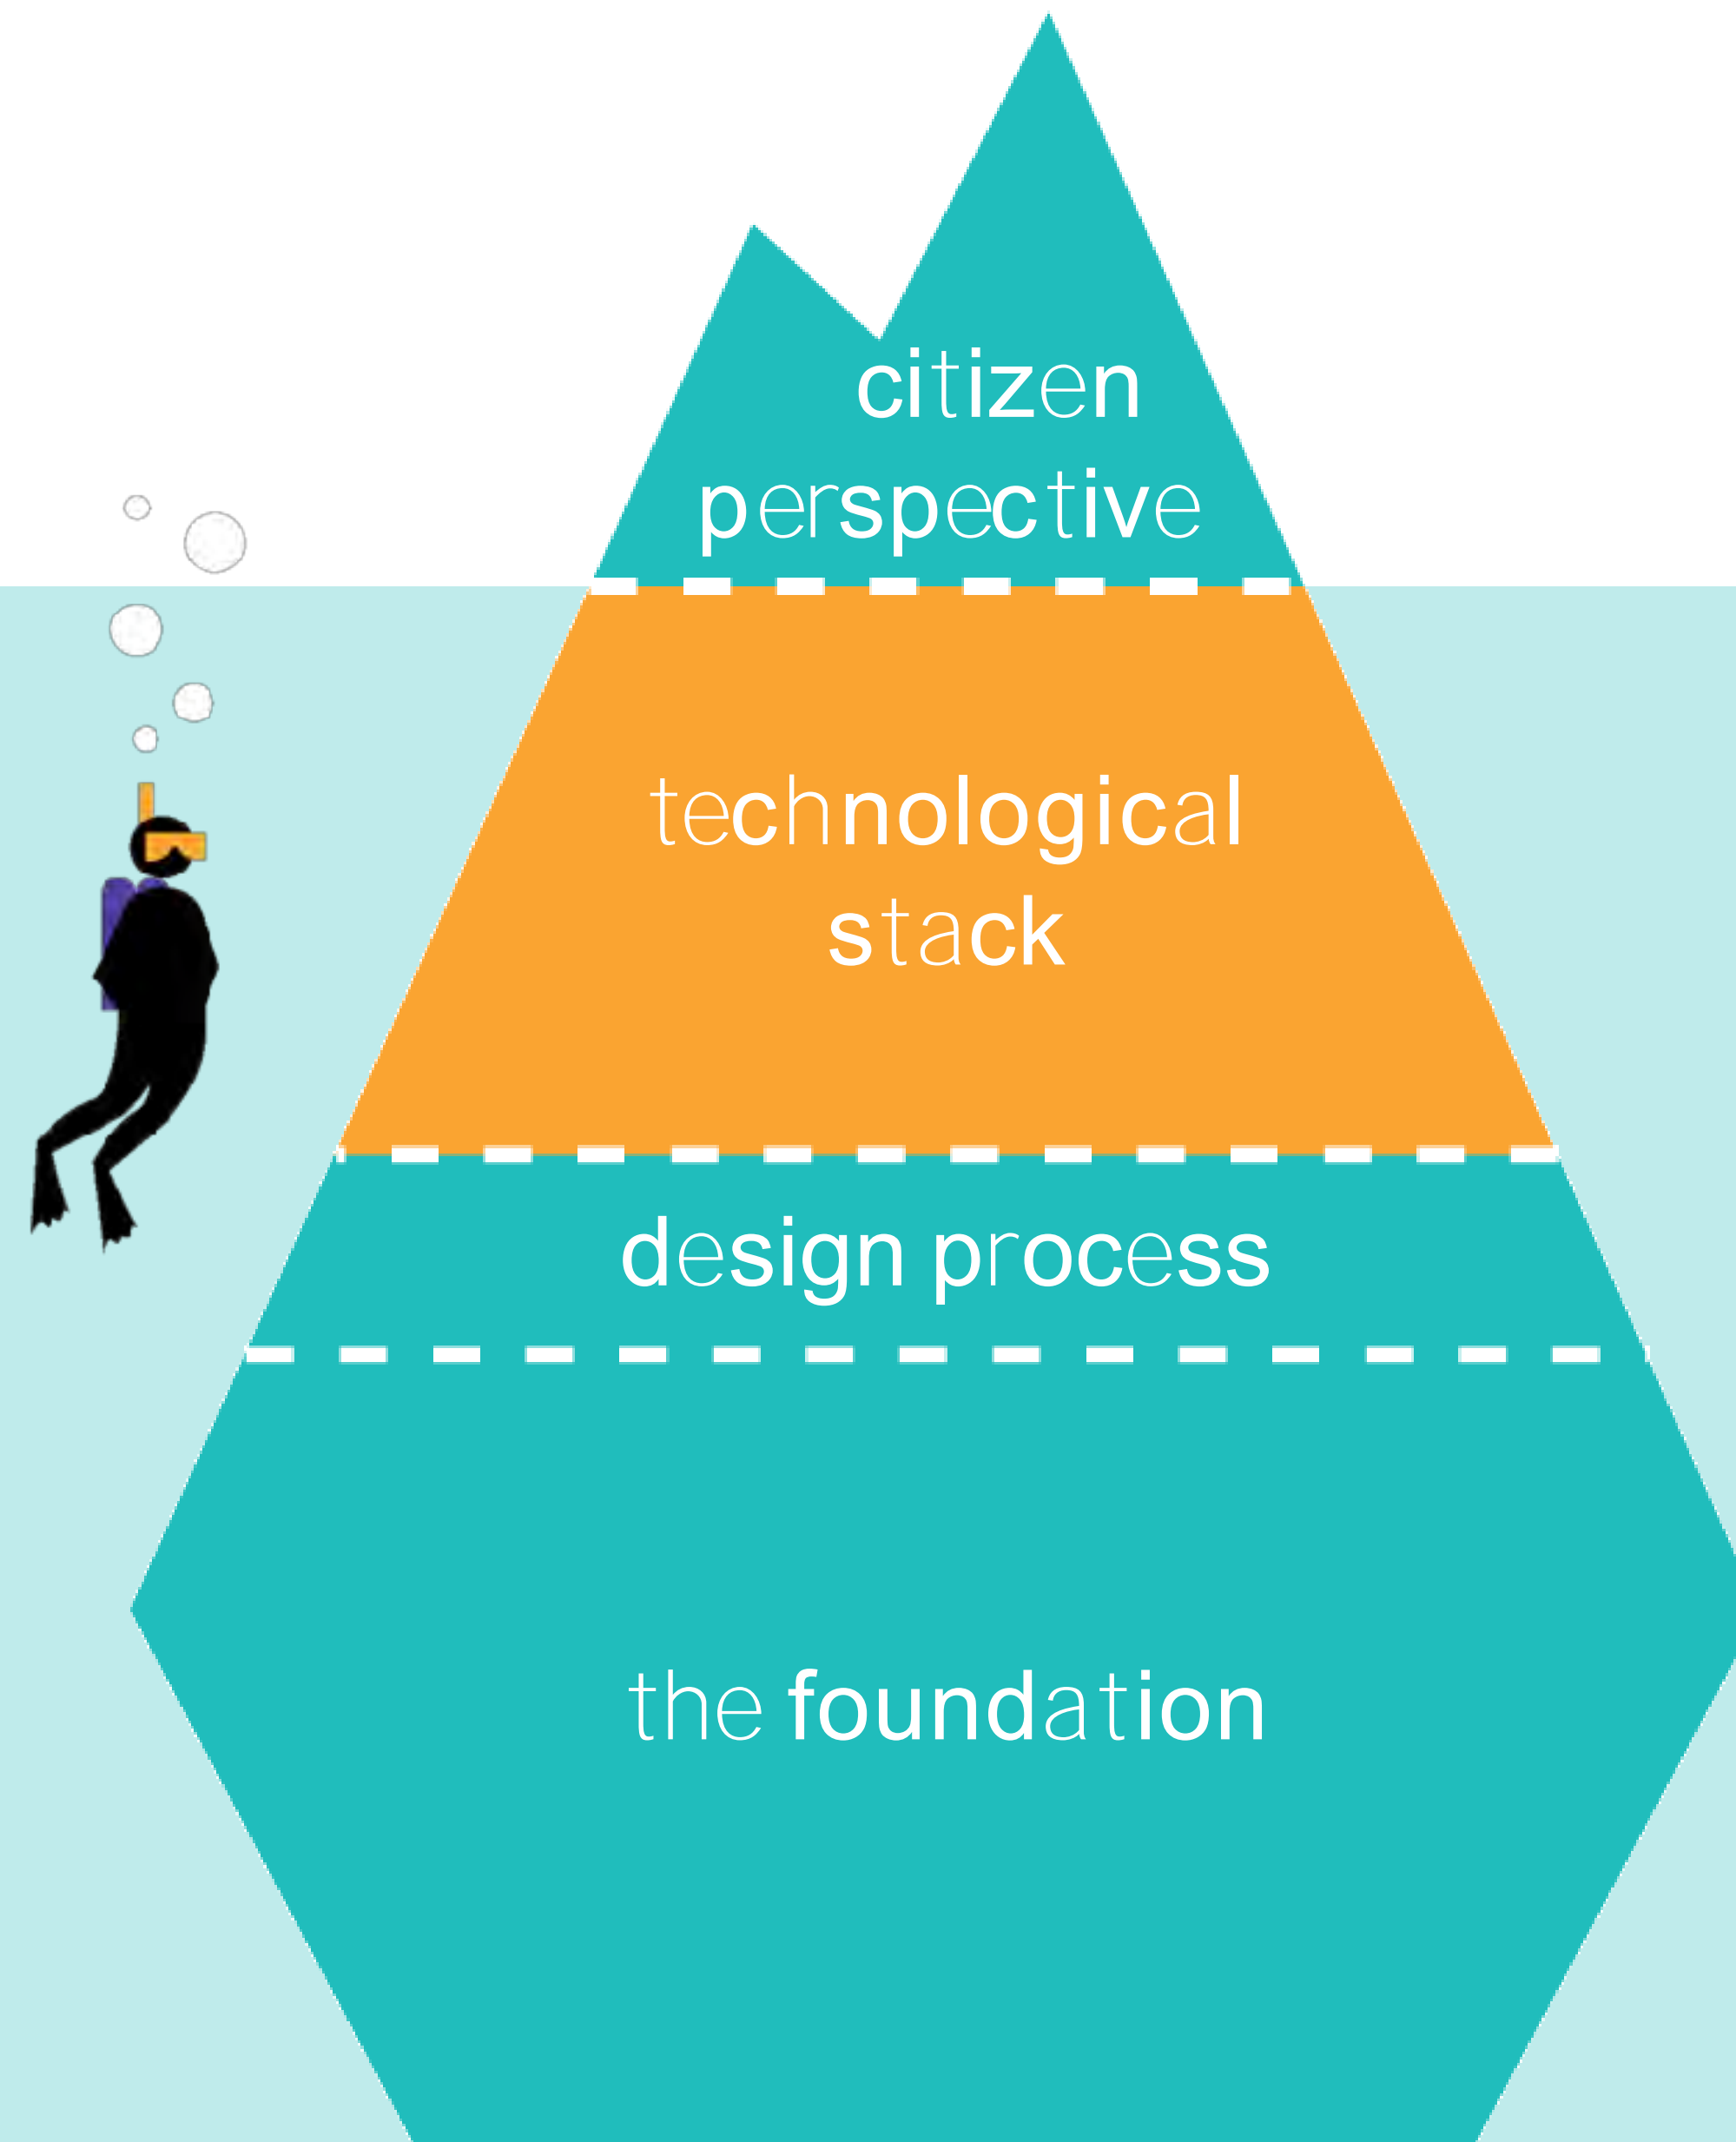 citizen
perspective
technological
stack
design process
the foundation